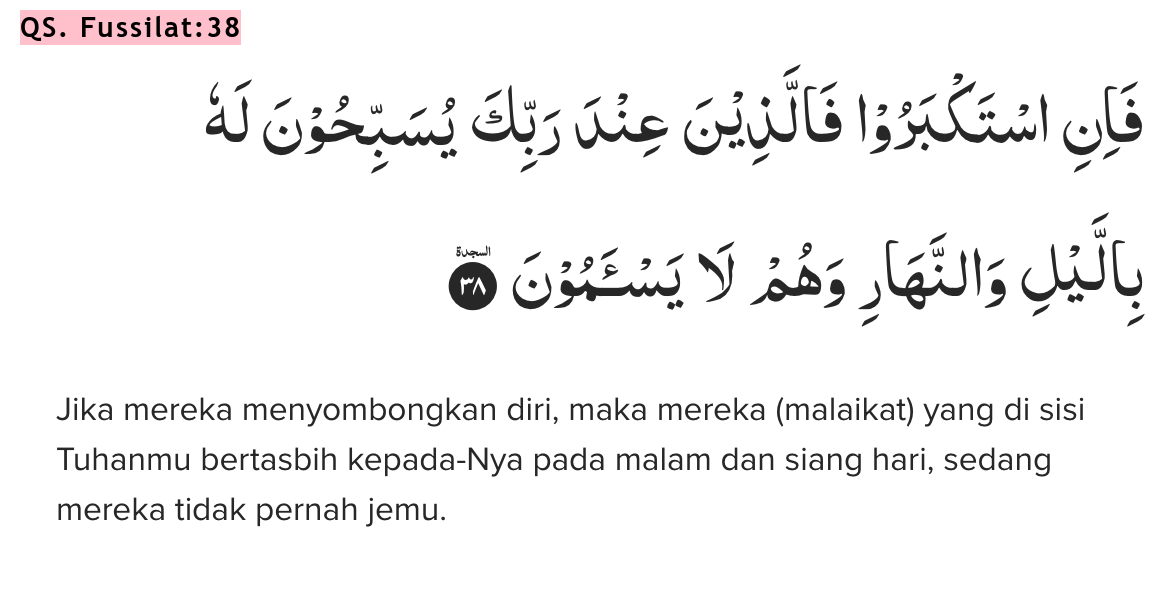 QS. Fussilat:38
فَاِنِ اسْتَكْبَرُوْا فَالَّذِيْنَ عِنْدَ رَبِّكَ يُسَبِّحُوْنَ لَهٗ
بِالَّيْلِ وَالنَّهَارِ وَهُمْ لَا يَسْـَٔمُوْنَ ۩ ٣٨
السجدة
Jika mereka menyombongkan diri, maka mereka (malaikat) yang di sisi
Tuhanmu bertasbih kepada-Nya pada malam dan siang hari, sedang
mereka tidak pernah jemu.